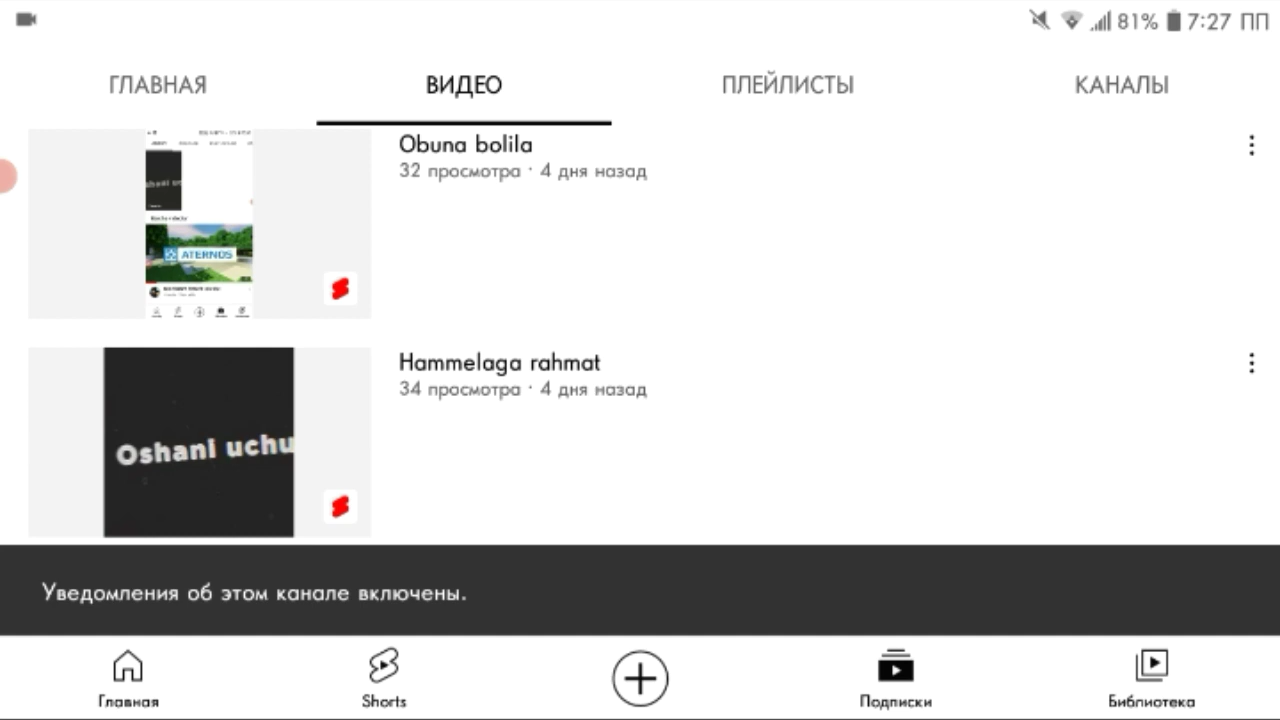 81% 7:27 ПП
ГЛАВНАЯ ВИДЕО ПЛЕЙЛИСТЫ КАНАЛЫ
Obuna bolila
32 просмотра · 4 дня назад
ATERNOS
Hammelaga rahmat
34 просмотра · 4 дня назад
Oshani uchu
Уведомления об этом канале включены.
Главная Shorts Подписки Библиотека